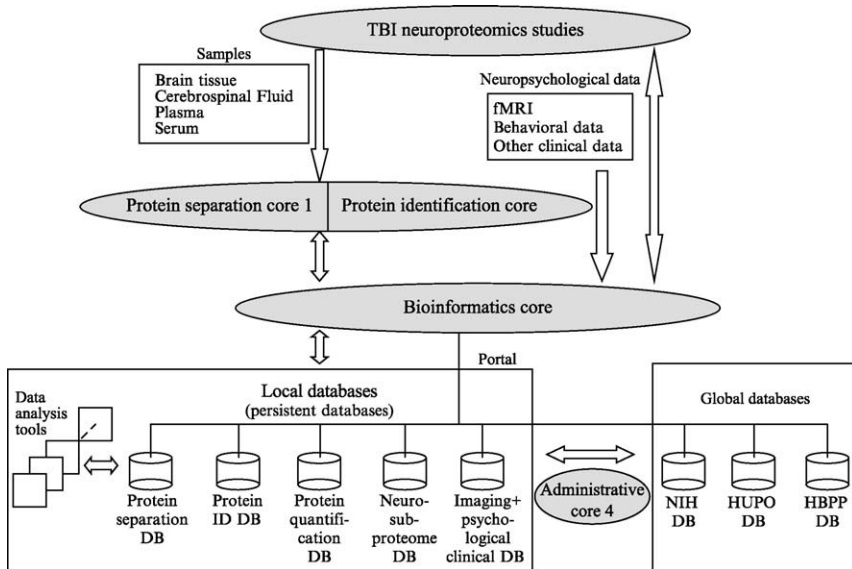 TBI neuroproteomics studies
Samples
Brain tissue
Cerebrospinal Fluid
Plasma
Serum
Neuropsychological data
fMRI
Behavioral data
Other clinical data
Protein separation core 1
Protein identification core
Bioinformatics core
Portal
Data
analysis
tools
Local databases
(persistent databases)
Global databases
Protein
separation
DB
Protein
ID DB
Protein
quantifi-
cation
DB
Neuro-
sub-
proteome
DB
Imaging+
psycho-
logical
clinical DB
Administrative
core 4
NIH
DB
HUPO
DB
HBPP
DB